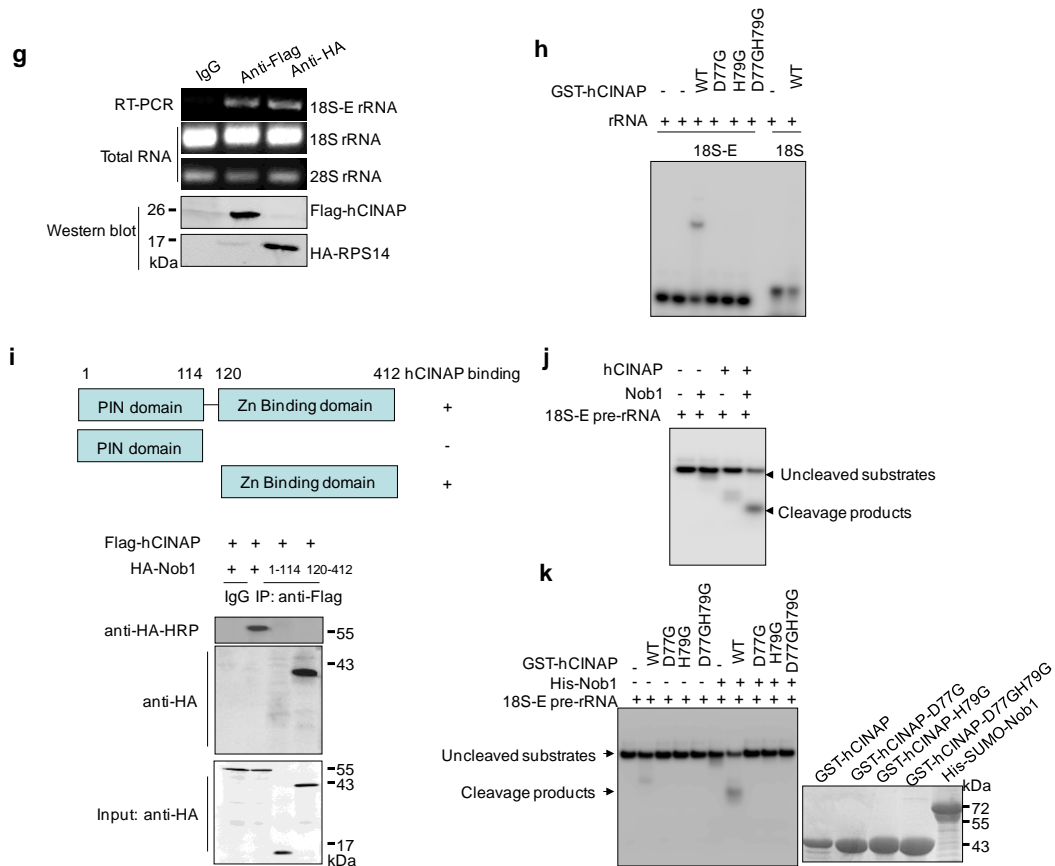 g
IgG
Anti-Flag
Anti-HA
RT-PCR
18S-E rRNA
Total RNA
18S rRNA
28S rRNA
Western blot
26
Flag-hCINAP
17
kDa
HA-RPS14
h
GST-hCINAP - - WT D77G H79G D77GH79G - WT
rRNA + + + + + + + +
18S-E 18S
i
1 114 120 412 hCINAP binding
PIN domain Zn Binding domain +
PIN domain -
Zn Binding domain +
Flag-hCINAP + + + +
HA-Nob1 + + 1-114 120-412
IgG IP: anti-Flag
anti-HA-HRP
55
43
anti-HA
Input: anti-HA
55
43
17
kDa
j
hCINAP - - + +
Nob1 - + - +
18S-E pre-rRNA + + + +
Uncleaved substrates
Cleavage products
k
GST-hCINAP - WT D77G H79G D77GH79G - WT D77G H79G D77GH79G
His-Nob1 - - - - - + + + + +
18S-E pre-rRNA + + + + + + + + + +
Uncleaved substrates
Cleavage products
GST-hCINAP
GST-hCINAP-D77G
GST-hCINAP-H79G
GST-hCINAP-D77GH79G
His-SUMO-Nob1
kDa
72
55
43